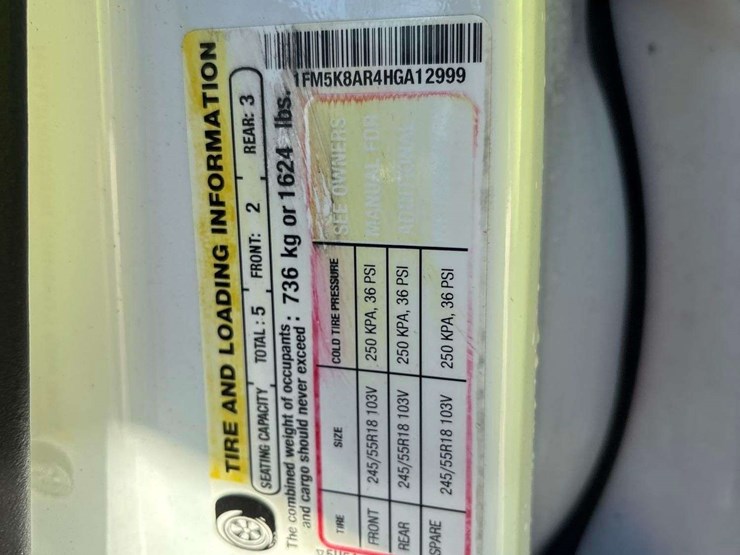 TIRE AND LOADING INFORMATION
SEATING CAPACITY TOTAL: 5 FRONT: 2 REAR: 3
The combined weight of occupants
and cargo should never exceed : 736 kg or 1624 lbs.
TIRE SIZE COLD TIRE PRESSURE
FRONT 245/55R18 103V 250 KPA, 36 PSI
REAR 245/55R18 103V 250 KPA, 36 PSI
SPARE 245/55R18 103V 250 KPA, 36 PSI
SEE OWNERS
MANUAL FOR
1FM5K8AR4HGA12999